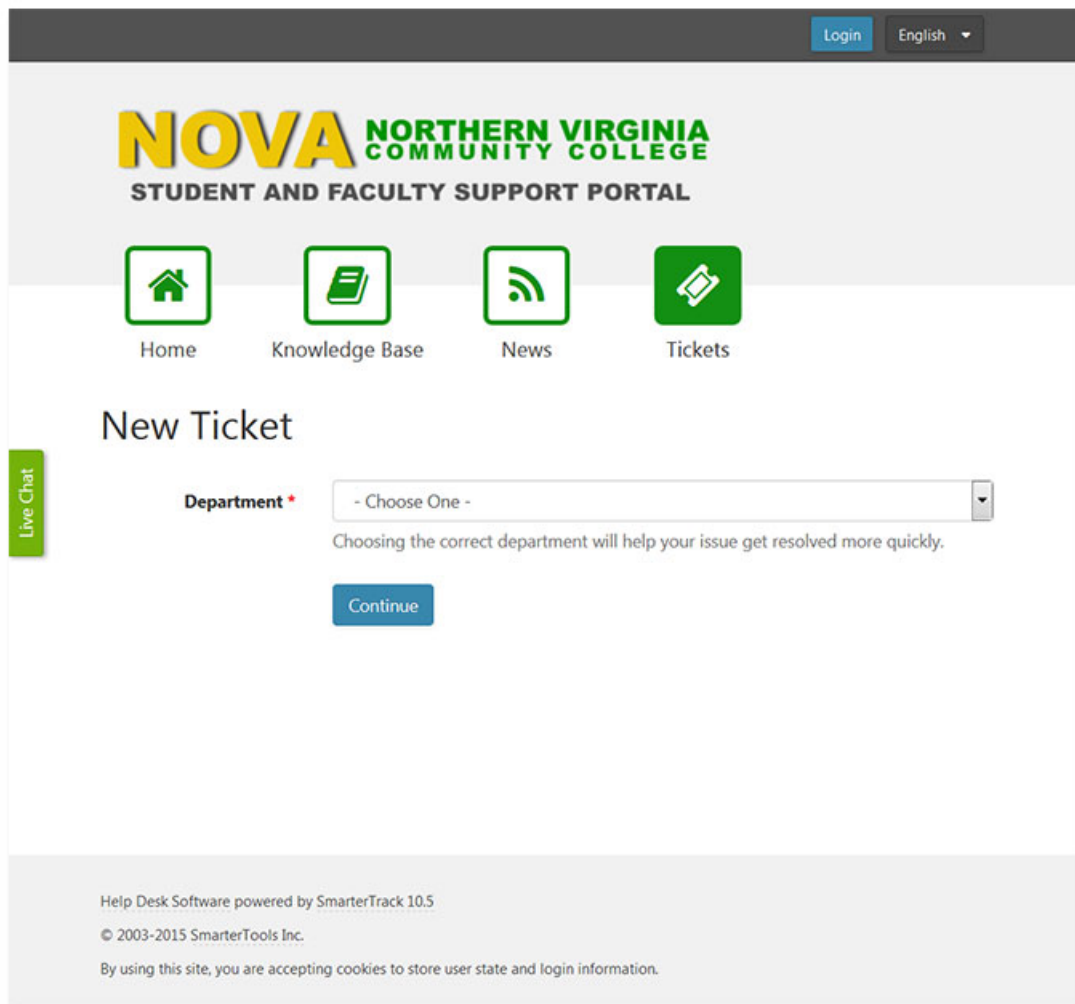 Login English
NOVA NORTHERN VIRGINIA
COMMUNITY COLLEGE
STUDENT AND FACULTY SUPPORT PORTAL
Home Knowledge Base News Tickets
New Ticket
Live Chat
Department * - Choose One -
Choosing the correct department will help your issue get resolved more quickly.
Continue
Help Desk Software powered by SmarterTrack 10.5
© 2003-2015 SmarterTools Inc.
By using this site, you are accepting cookies to store user state and login information.